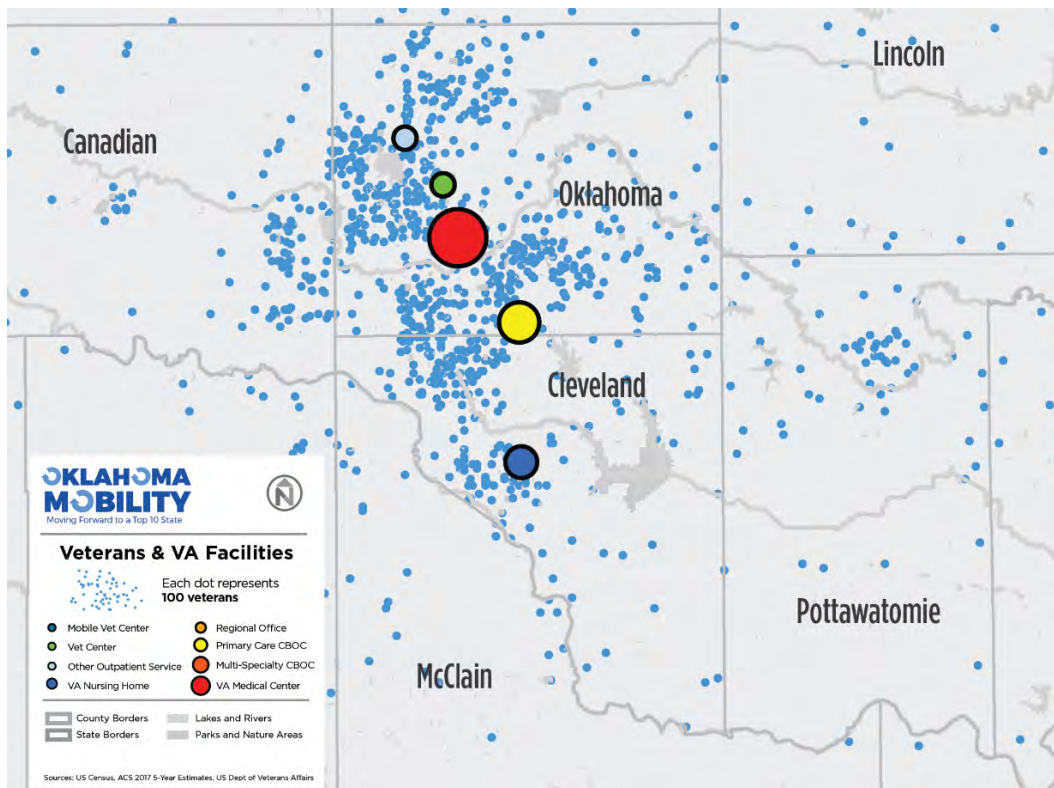 Lincoln
Canadian
Oklahoma
Cleveland
Pottawatomie
McClain
OKLAHOMA
MOBILITY
Moving Forward to a Top 10 State
N
Veterans & VA Facilities
Each dot represents
100 veterans
Mobile Vet Center
Vet Center
Other Outpatient Service
VA Nursing Home
Regional Office
Primary Care CBOC
Multi-Specialty CBOC
VA Medical Center
County Borders
State Borders
Lakes and Rivers
Parks and Nature Areas
Sources: US Census, ACS 2017 5-Year Estimates, US Dept of Veterans Affairs